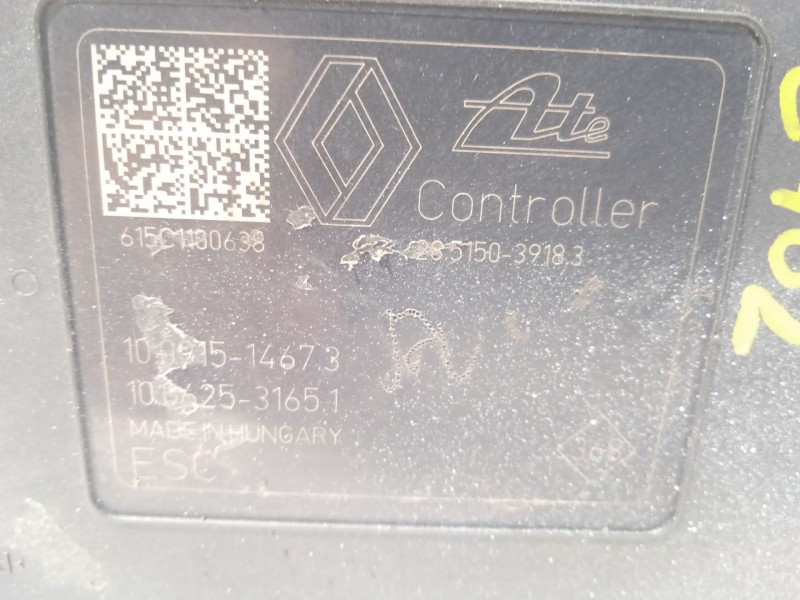 Ate
Controller
615C1180638
28.5150-3918.3
10.0915-1467.3
10.0625-3165.1
MADE IN HUNGARY
ESC